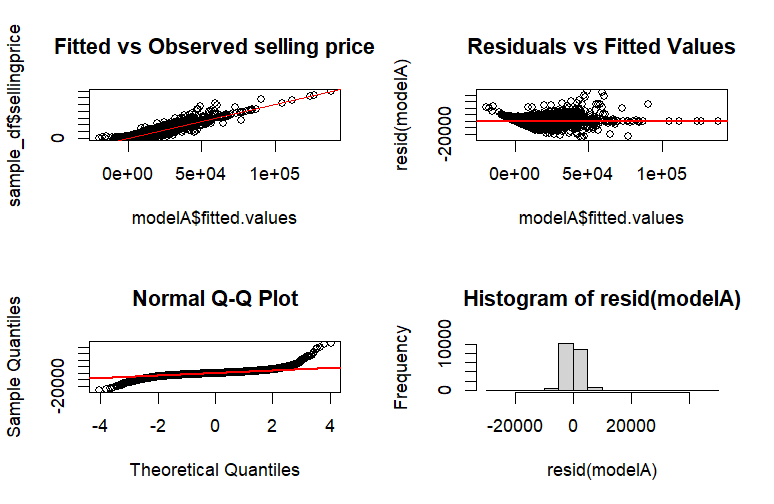 Fitted vs Observed selling price
sample_df$sellingprice
0
0e+00 5e+04 1e+05
modelA$fitted.values
Residuals vs Fitted Values
resid(modelA)
-20000
0e+00 5e+04 1e+05
modelA$fitted.values
Normal Q-Q Plot
Sample Quantiles
-20000
-4 -2 0 2 4
Theoretical Quantiles
Histogram of resid(modelA)
Frequency
0 10000
-20000 0 20000
resid(modelA)